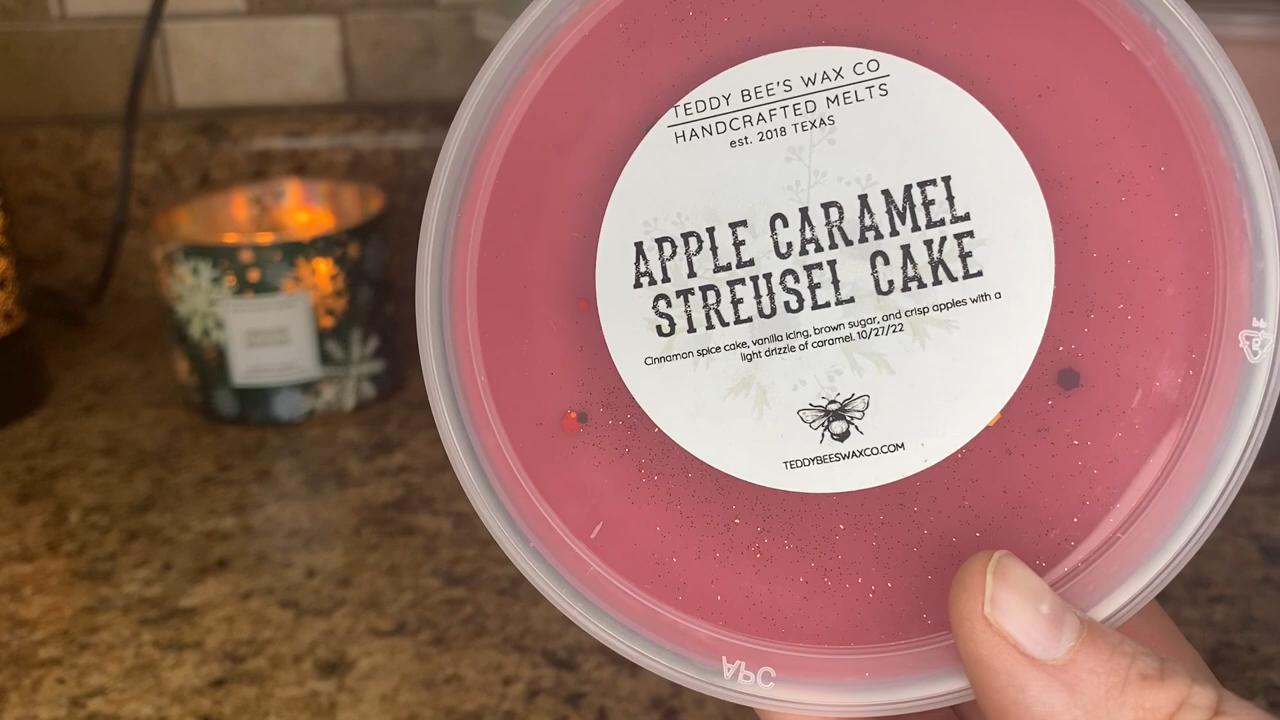 TEDDY BEE'S WAX CO
HANDCRAFTED MELTS
est. 2018 TEXAS
APPLE CARAMEL
STREUSEL CAKE
Cinnamon spice cake, vanilla icing, brown sugar, and crisp apples with a
light drizzle of caramel. 10/27/22
TEDDYBEESWAXCO.COM
APC